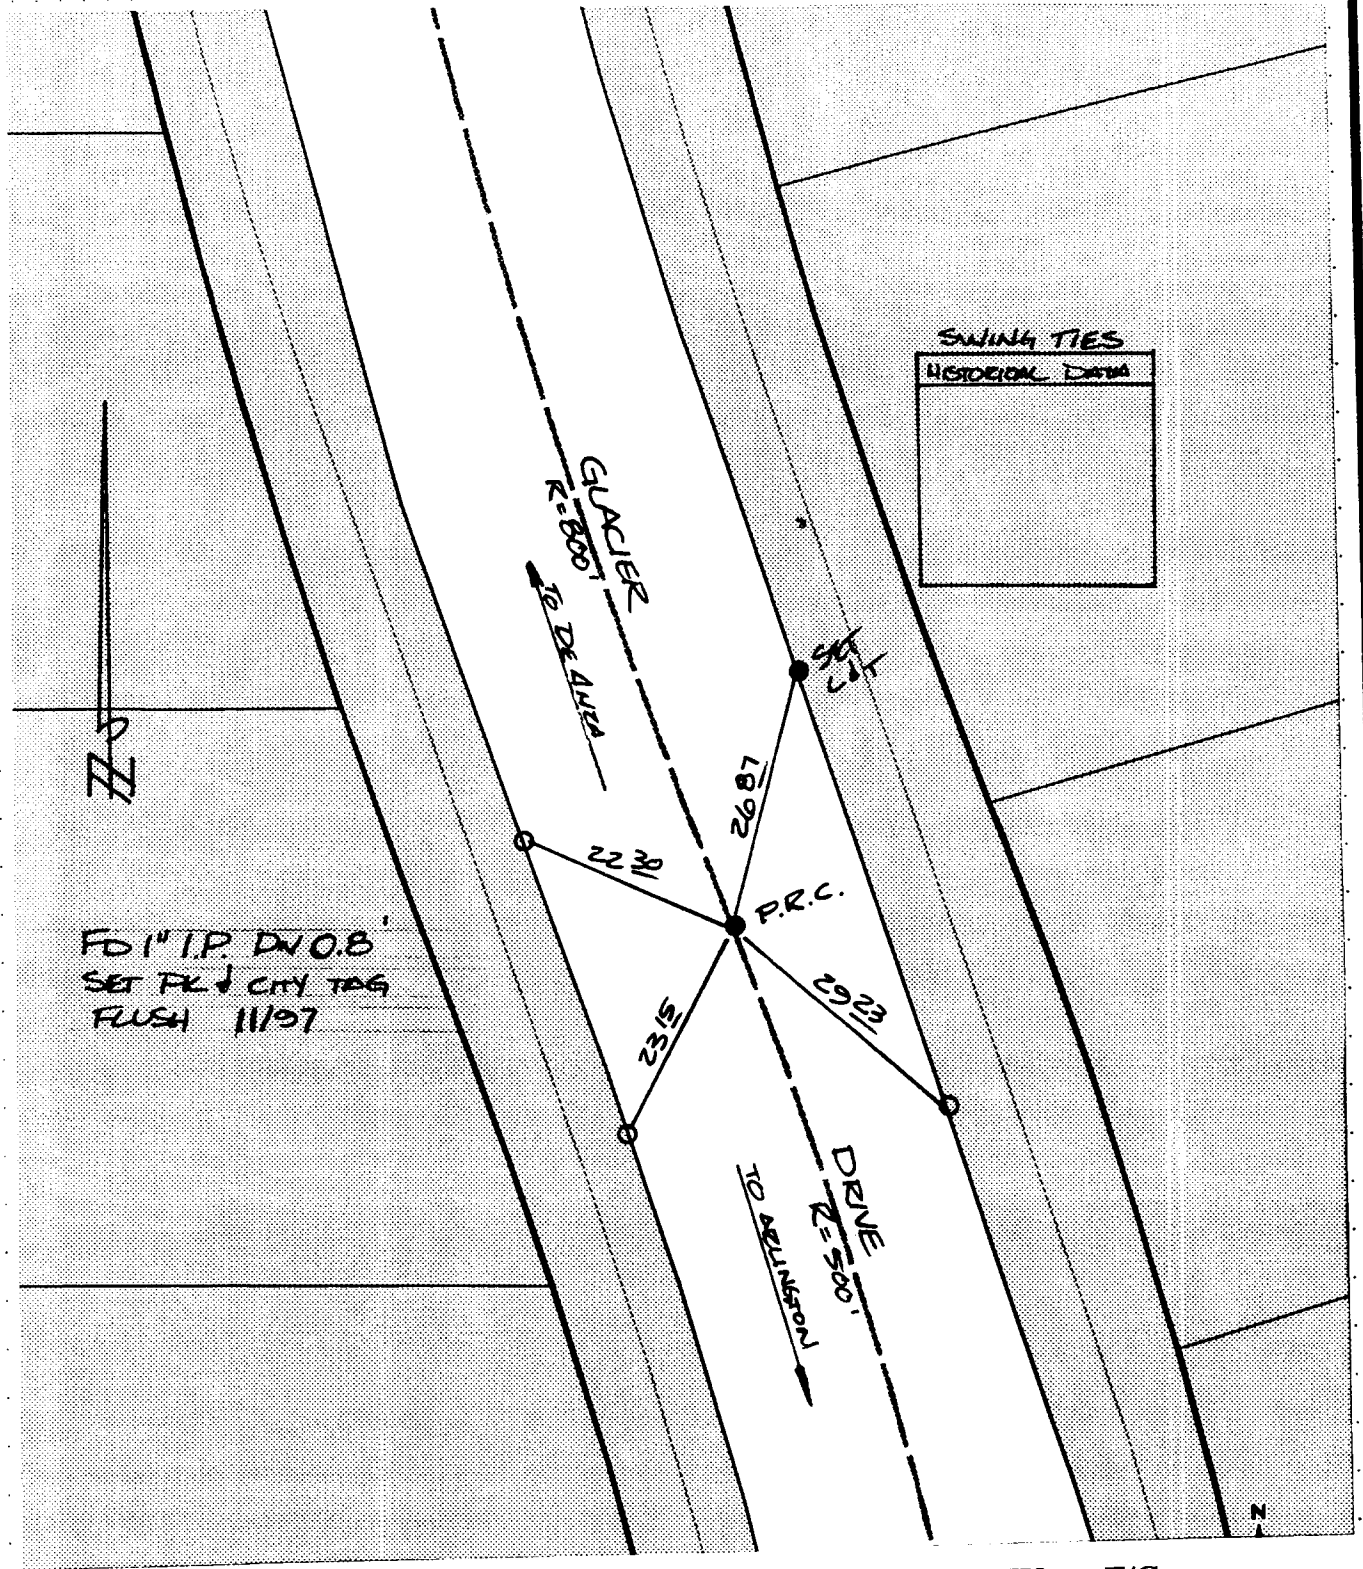 SWING TIES
HISTORICAL DATA
GLACIER
R=800'
TO DE ANZA
SET
L&T
26 87
22 30
P.R.C.
FD 1" I.P. DN 0.8'
SET PK & CITY TAG
FLUSH 11/97
29 23
23 15
DRIVE
R=500'
TO ARLINGTON
N
N